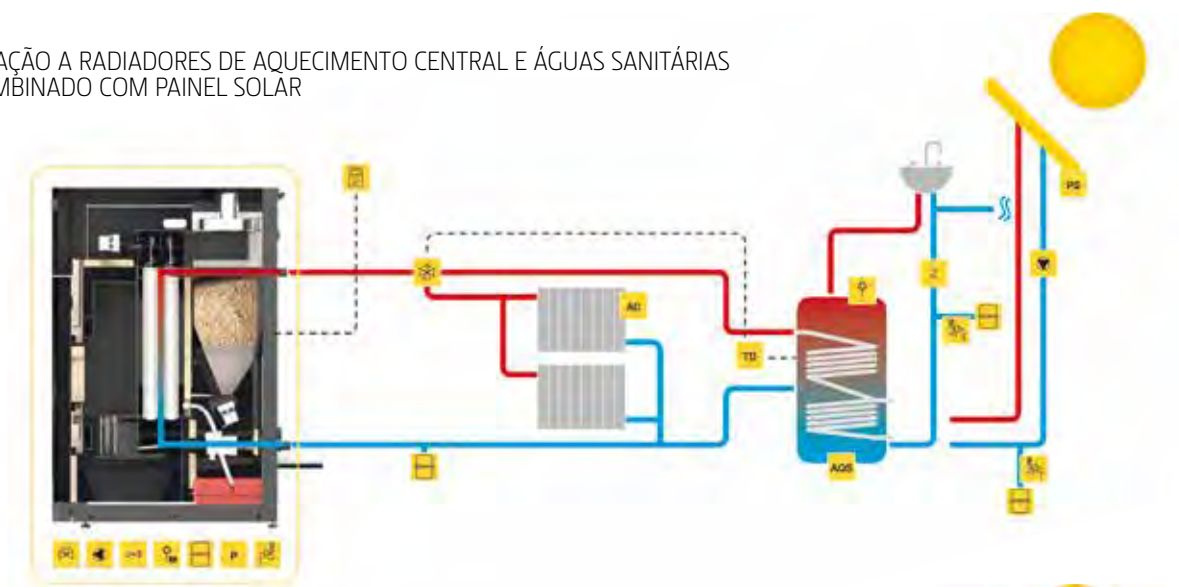 AÇÃO A RADIADORES DE AQUECIMENTO CENTRAL E ÁGUAS SANITÁRIAS
MBINADO COM PAINEL SOLAR
PS
AC
TD
AQS
P